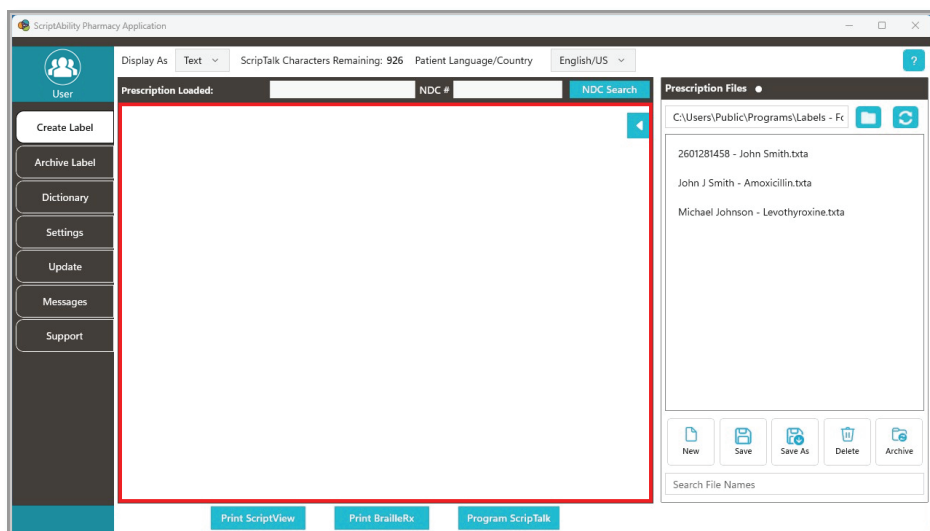 ScriptAbility Pharmacy Application
User
Create Label
Archive Label
Dictionary
Settings
Update
Messages
Support
Display As Text ScripTalk Characters Remaining: 926 Patient Language/Country English/US ?
Prescription Loaded: NDC # NDC Search
Print ScriptView Print BrailleRx Program ScripTalk
Prescription Files
C:\Users\Public\Programs\Labels - Fo
2601281458 - John Smith.txta
John J Smith - Amoxicillin.txta
Michael Johnson - Levothyroxine.txta
New Save Save As Delete Archive
Search File Names